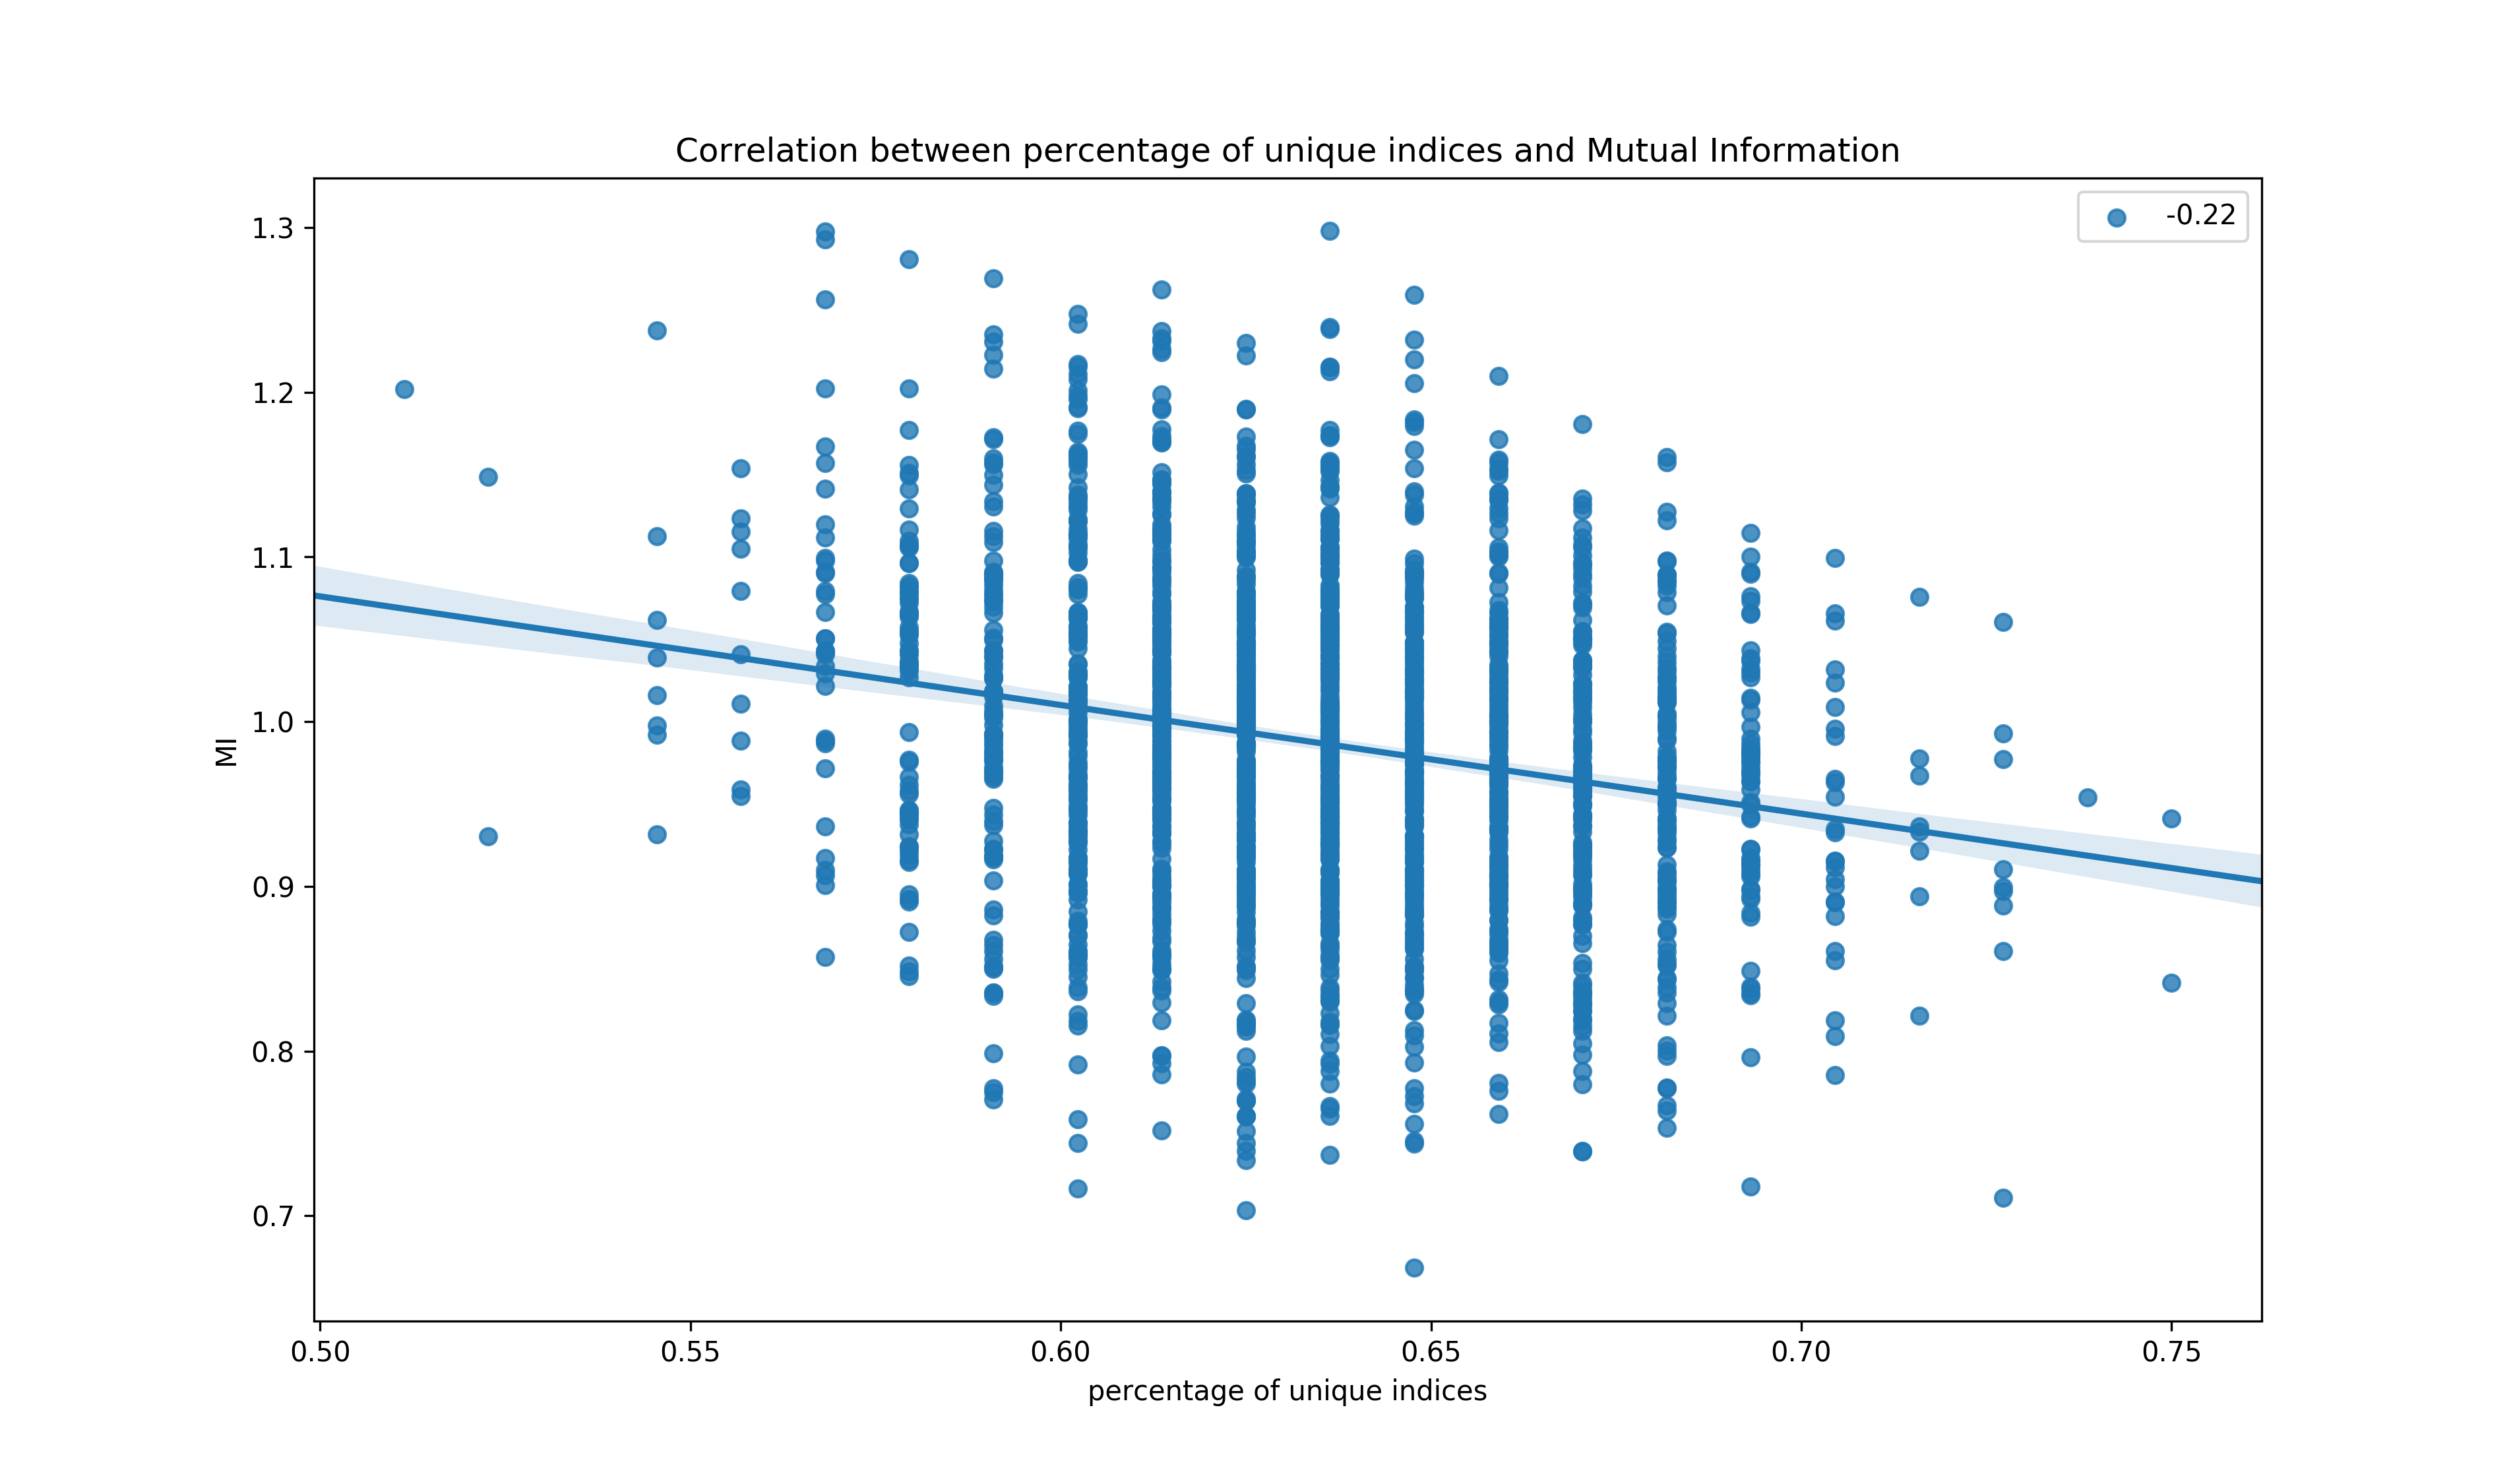 Correlation between percentage of unique indices and Mutual Information
-0.22
1.3
1.2
1.1
1.0
0.9
0.8
0.7
MI
0.50 0.55 0.60 0.65 0.70 0.75
percentage of unique indices